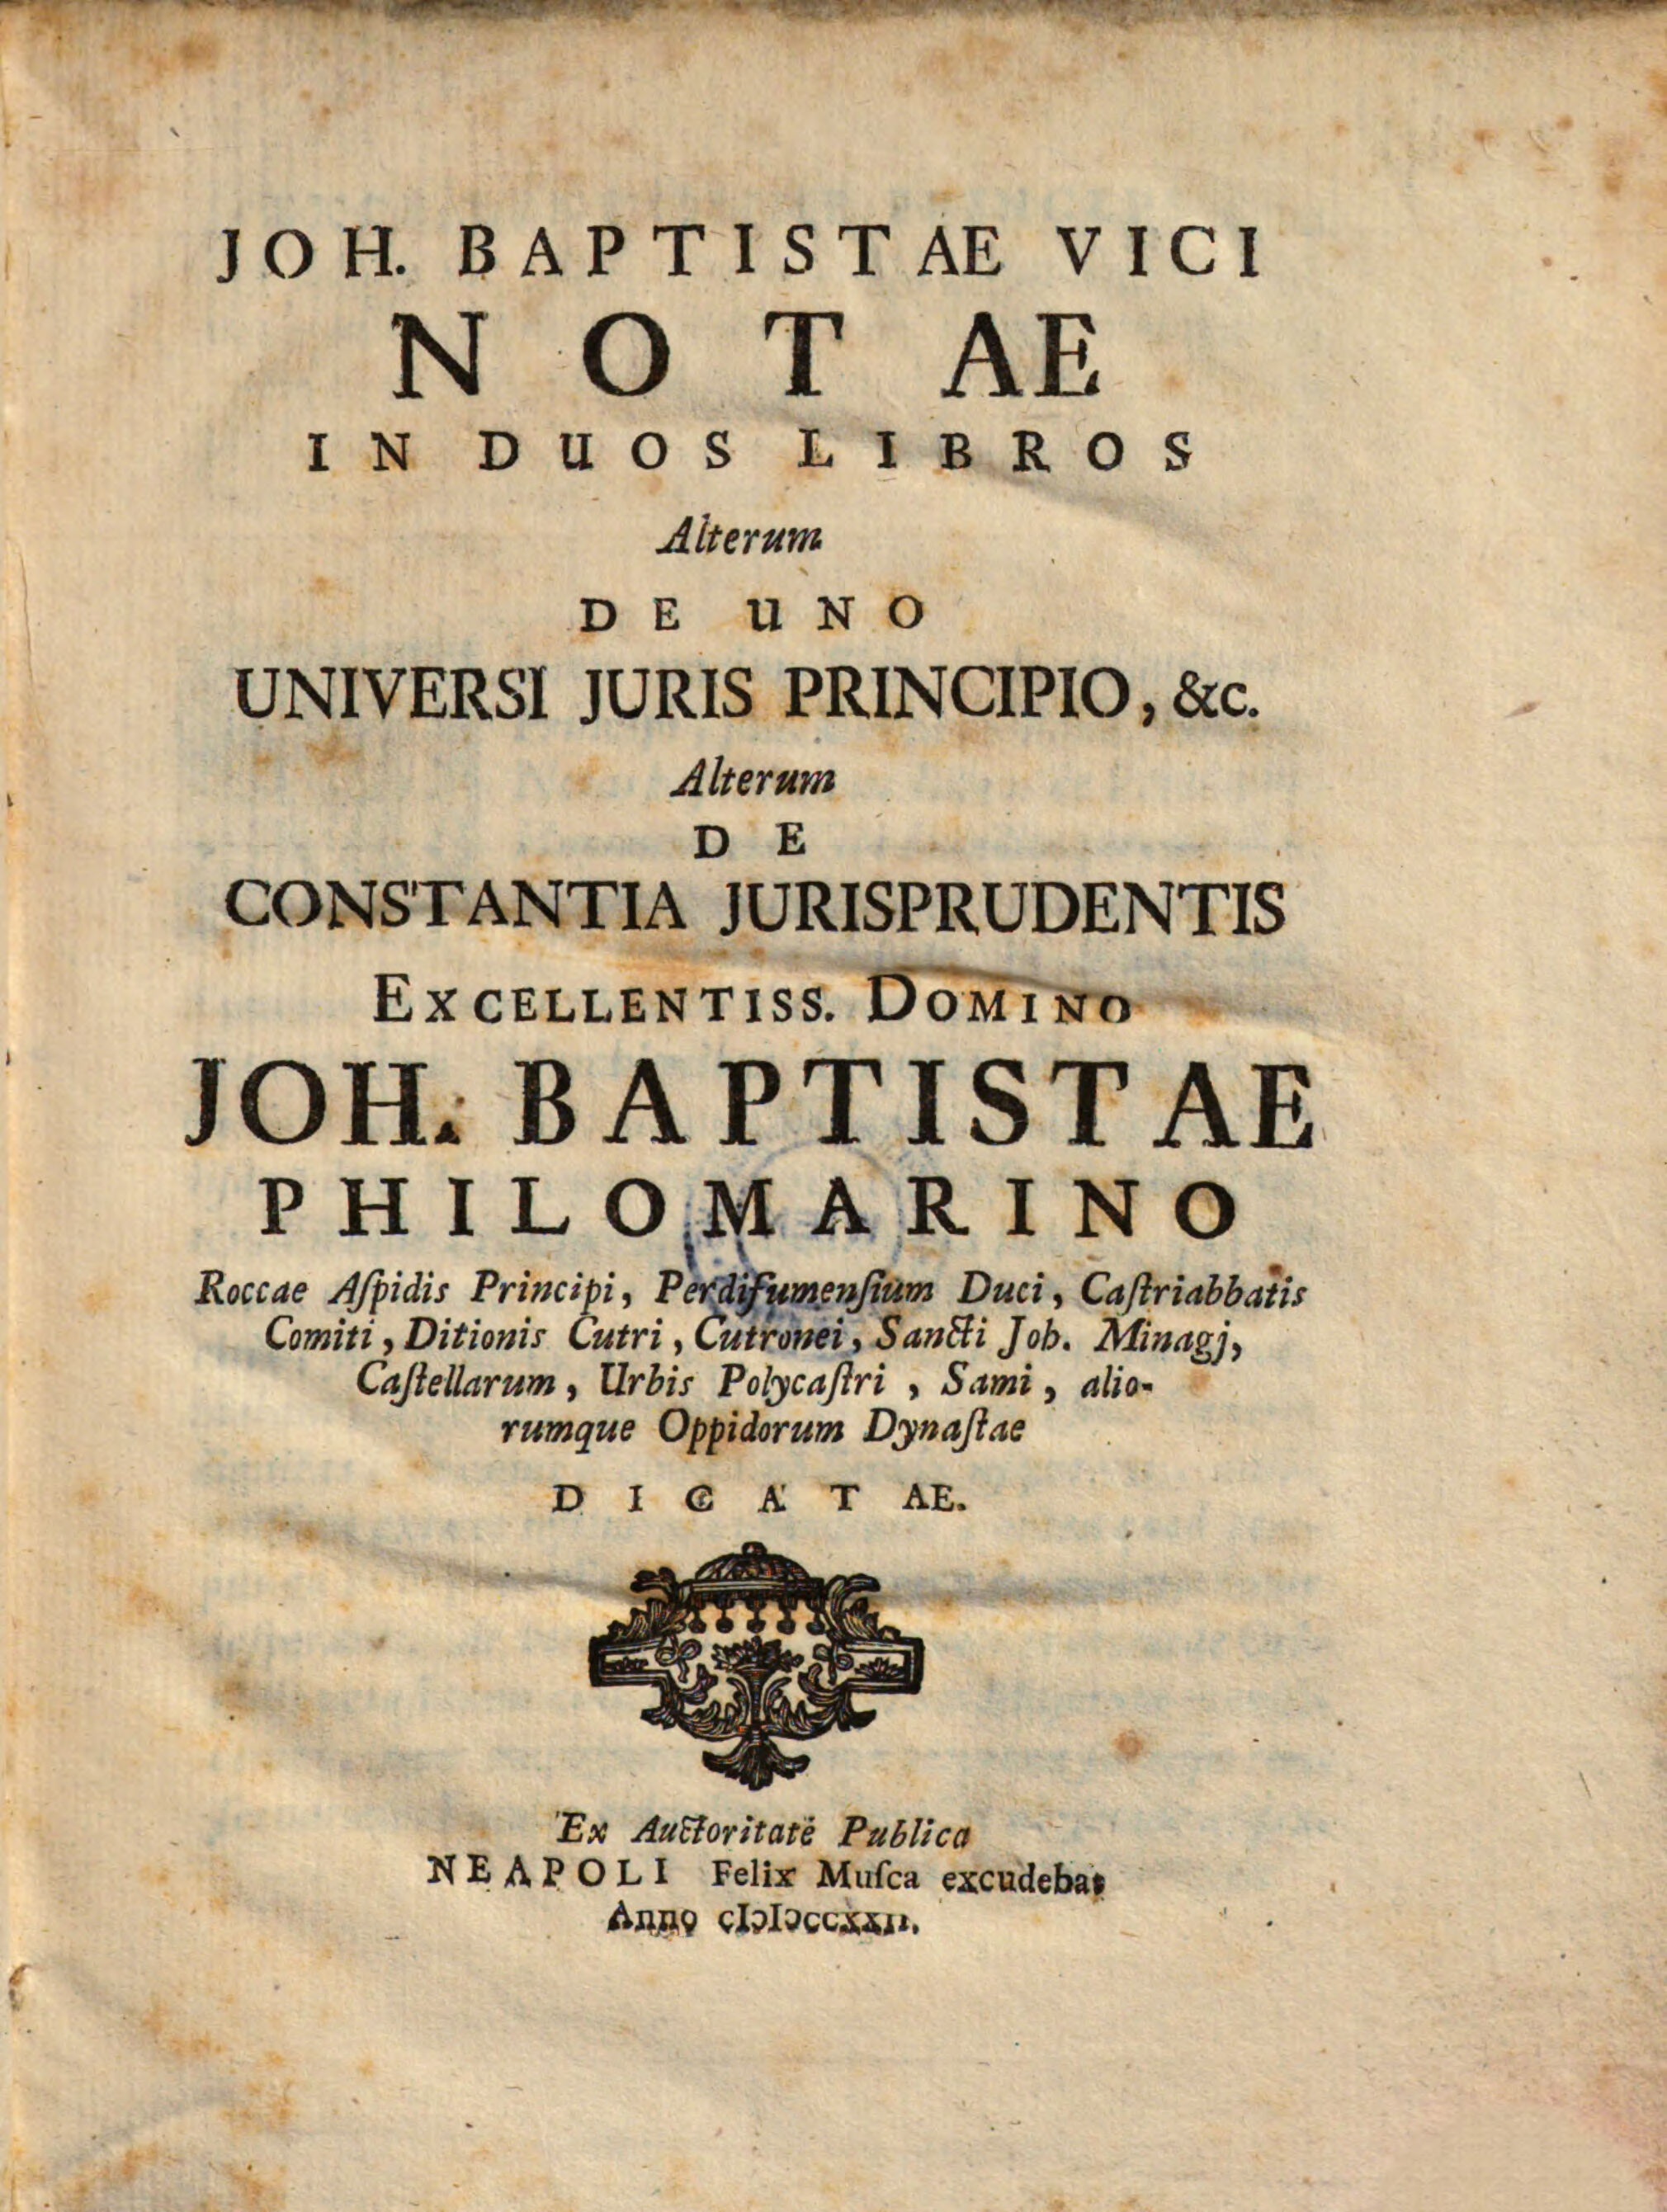 JOH. BAPTISTAE VICI
NOTAE
IN DUOS LIBROS
Alterum
DE UNO
UNIVERSI JURIS PRINCIPIO, &c.
Alterum
DE
CONSTANTIA JURISPRUDENTIS
EXCELLENTISS. DOMINO
JOH. BAPTISTAE
PHILOMARINO
Roccae Aſpidis Principi, Perdifumenſium Duci, Caſtriabbatis
Comiti, Ditionis Cutri, Cutronei, Sancti Joh. Minagj,
Caſtellarum, Urbis Polycaſtri, Sami, alio-
rumque Oppidorum Dynaſtae
DICATAE.
Ex Auctoritate Publica
NEAPOLI Felix Muſca excudebat
Anno cIɔIɔccxxII.